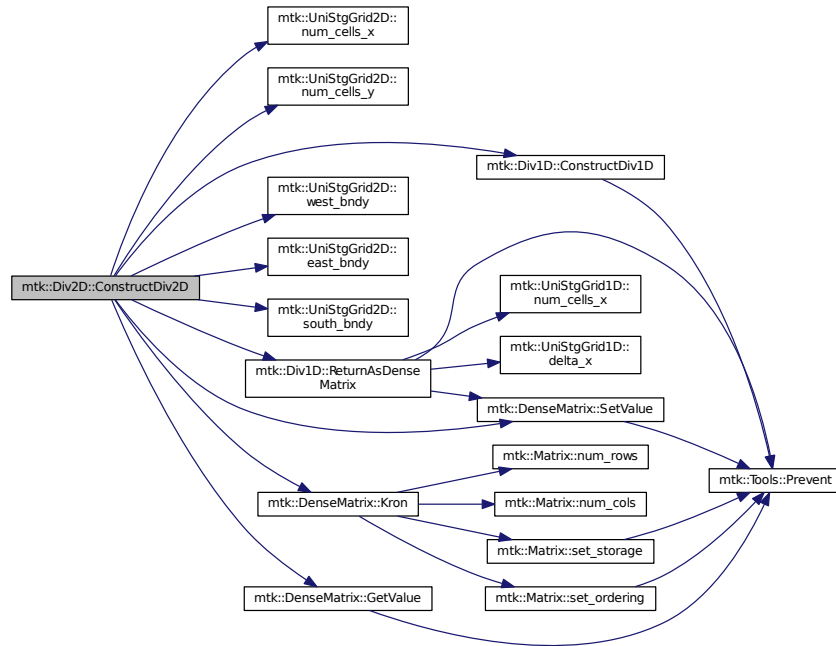 mtk::UniStgGrid2D::
num_cells_x
mtk::UniStgGrid2D::
num_cells_y
mtk::Div1D::ConstructDiv1D
mtk::UniStgGrid2D::
west_bndy
mtk::UniStgGrid2D::
east_bndy
mtk::Div2D::ConstructDiv2D
mtk::UniStgGrid1D::
num_cells_x
mtk::UniStgGrid2D::
south_bndy
mtk::UniStgGrid1D::
delta_x
mtk::Div1D::ReturnAsDense
Matrix
mtk::DenseMatrix::SetValue
mtk::Matrix::num_rows
mtk::Tools::Prevent
mtk::DenseMatrix::Kron
mtk::Matrix::num_cols
mtk::Matrix::set_storage
mtk::DenseMatrix::GetValue
mtk::Matrix::set_ordering